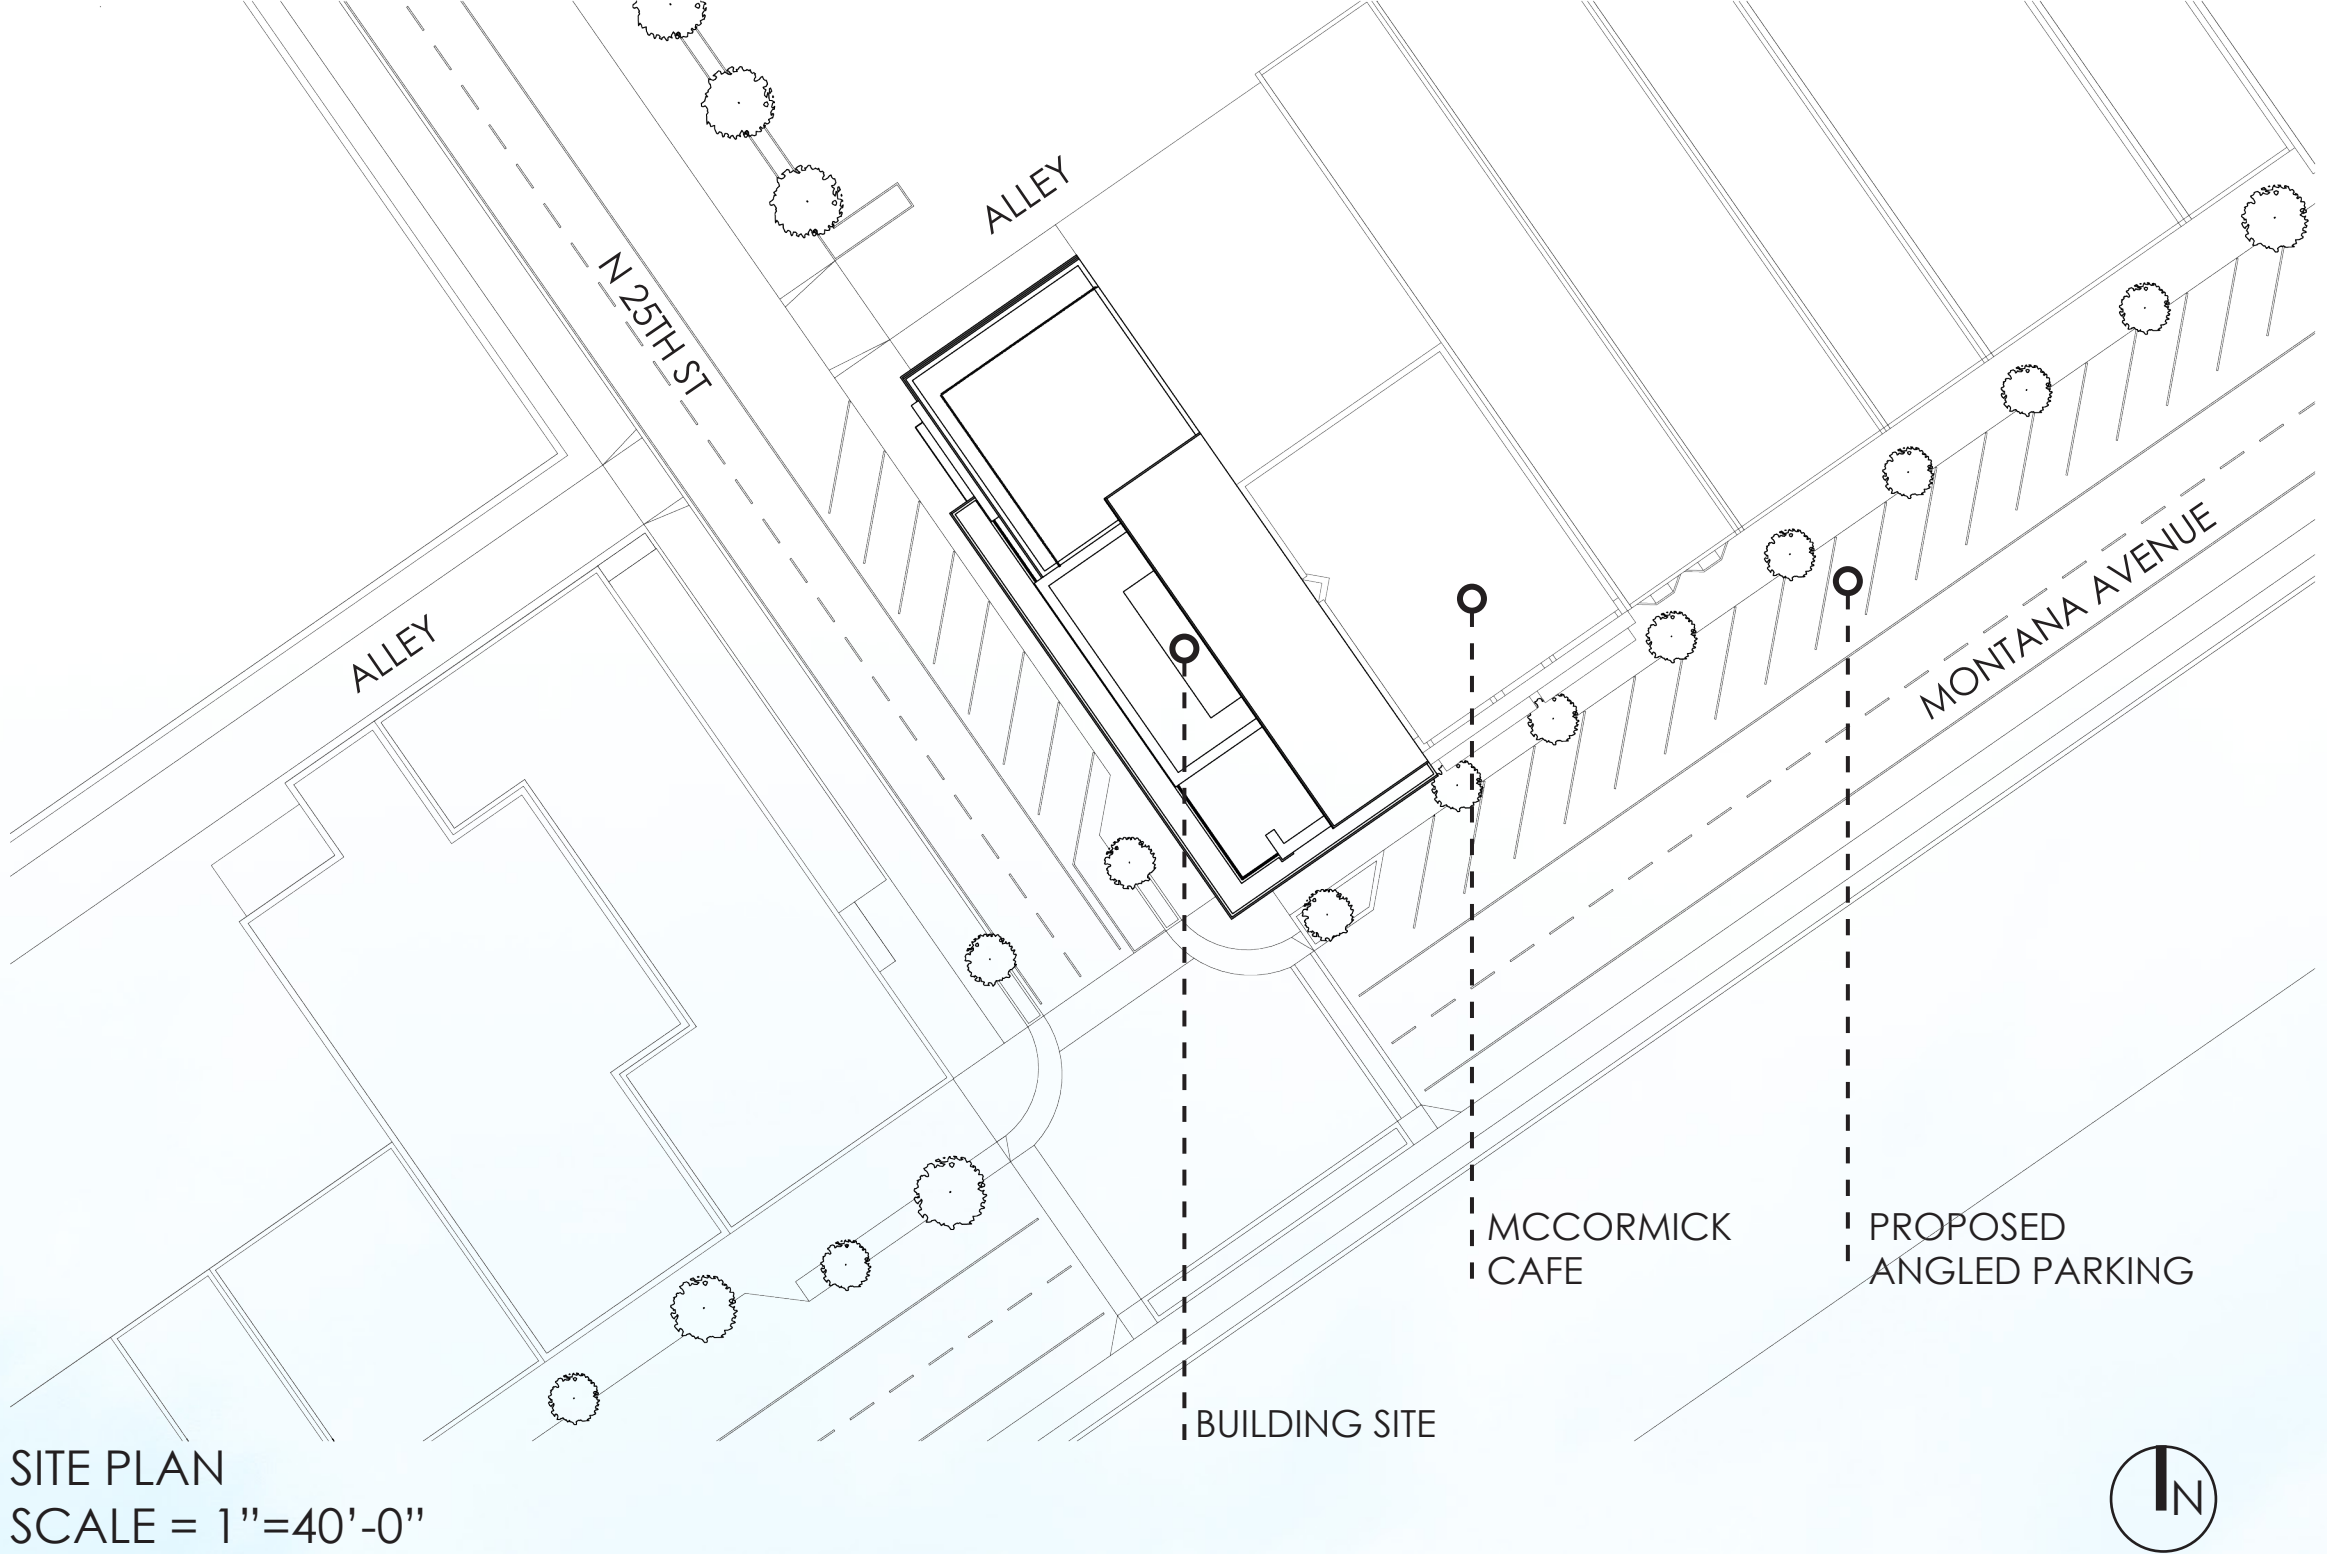 ALLEY
N 25TH ST
MONTANA AVENUE
ALLEY
MCCORMICK
CAFE
PROPOSED
ANGLED PARKING
BUILDING SITE
SITE PLAN
SCALE = 1”=40’-0”
N